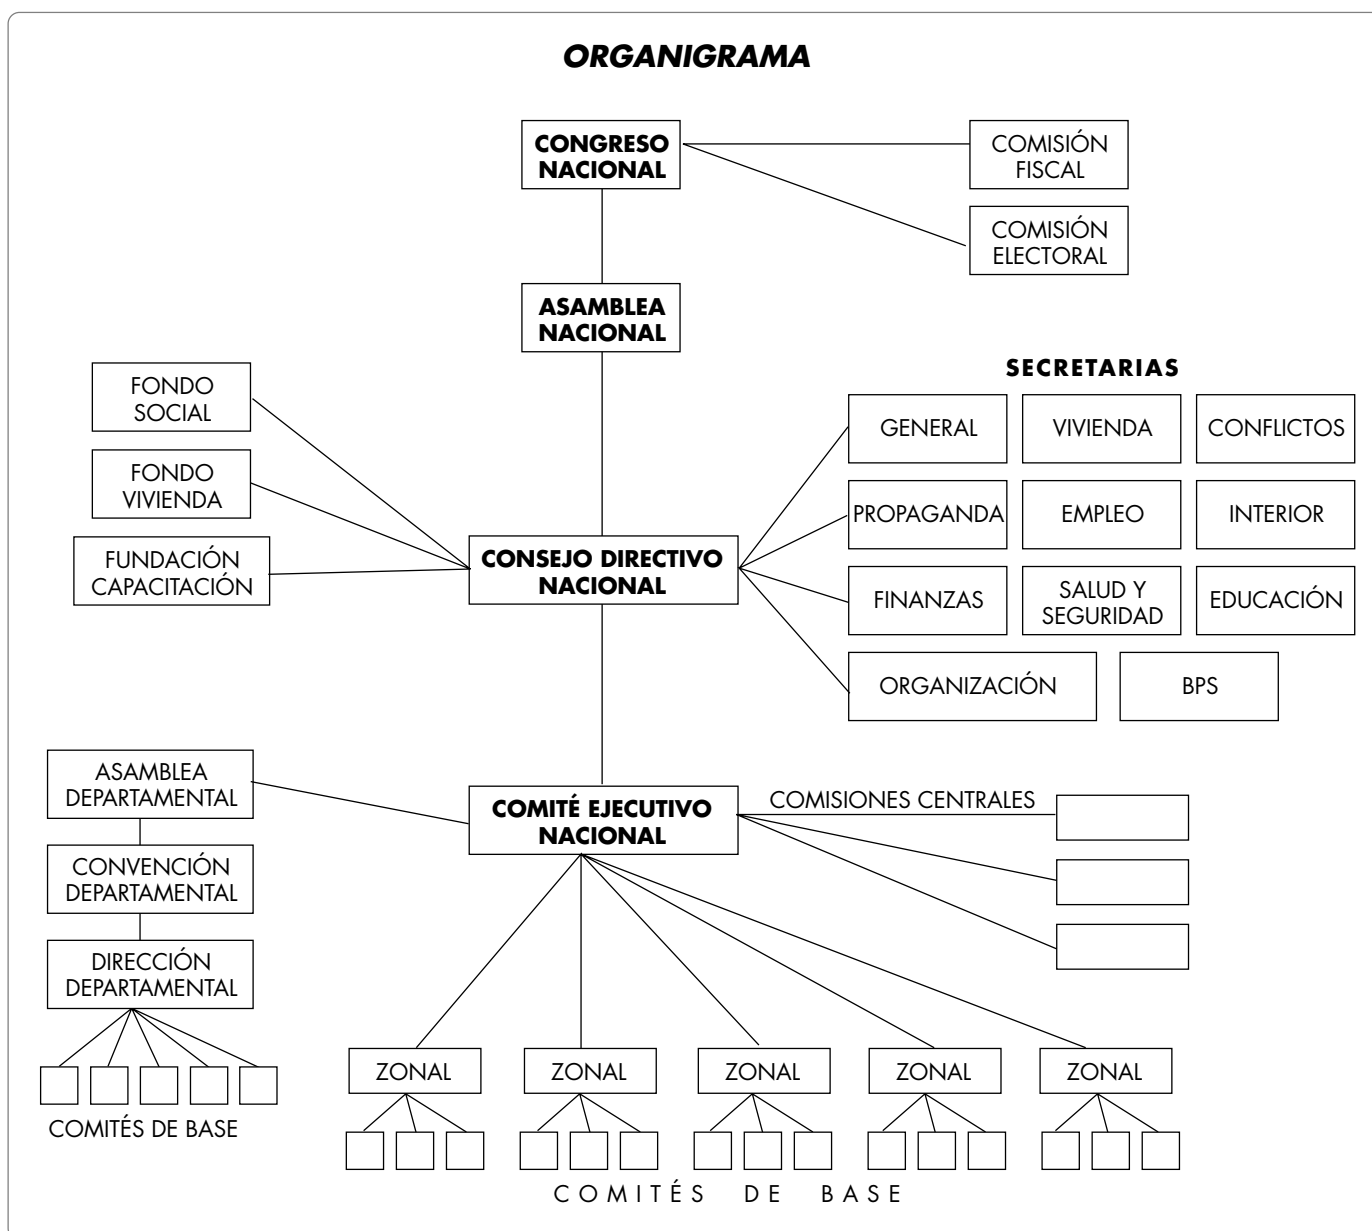 ORGANIGRAMA
CONGRESO
NACIONAL
COMISIÓN
FISCAL
COMISIÓN
ELECTORAL
ASAMBLEA
NACIONAL
FONDO
SOCIAL
FONDO
VIVIENDA
FUNDACIÓN
CAPACITACIÓN
CONSEJO DIRECTIVO
NACIONAL
SECRETARIAS
GENERAL
VIVIENDA
CONFLICTOS
PROPAGANDA
EMPLEO
INTERIOR
FINANZAS
SALUD Y
SEGURIDAD
EDUCACIÓN
ORGANIZACIÓN
BPS
ASAMBLEA
DEPARTAMENTAL
CONVENCIÓN
DEPARTAMENTAL
DIRECCIÓN
DEPARTAMENTAL
COMITÉS DE BASE
COMITÉ EJECUTIVO
NACIONAL
COMISIONES CENTRALES
ZONAL
ZONAL
ZONAL
ZONAL
ZONAL
COMITÉS DE BASE